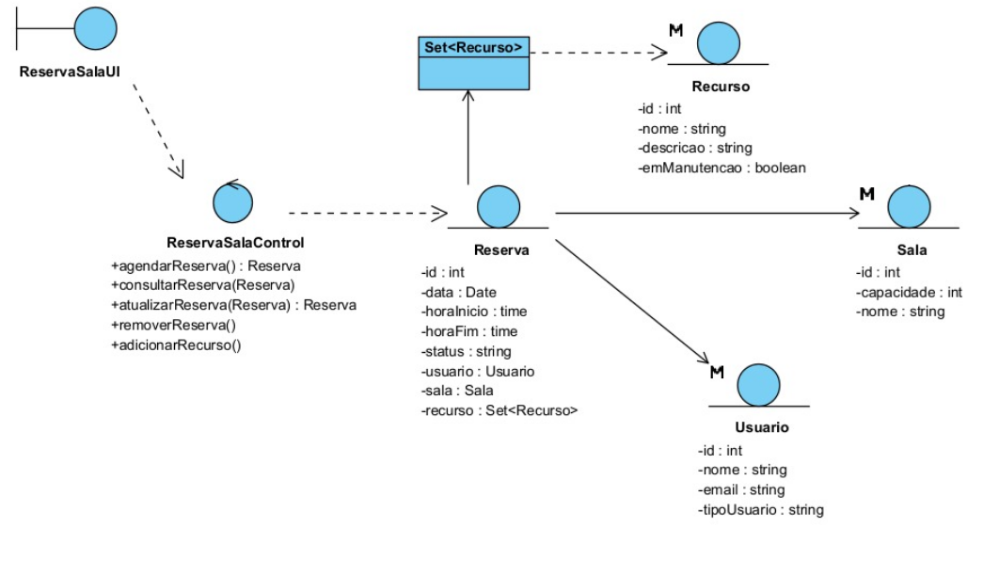 ReservaSalaUI
Set<Recurso>
M
Recurso
-id : int
-nome : string
-descricao : string
-emManutencao : boolean
ReservaSalaControl
+agendarReserva() : Reserva
+consultarReserva(Reserva)
+atualizarReserva(Reserva) : Reserva
+removerReserva()
+adicionarRecurso()
Reserva
-id : int
-data : Date
-horaInicio : time
-horaFim : time
-status : string
-usuario : Usuario
-sala : Sala
-recurso : Set<Recurso>
M
Sala
-id : int
-capacidade : int
-nome : string
M
Usuario
-id : int
-nome : string
-email : string
-tipoUsuario : string